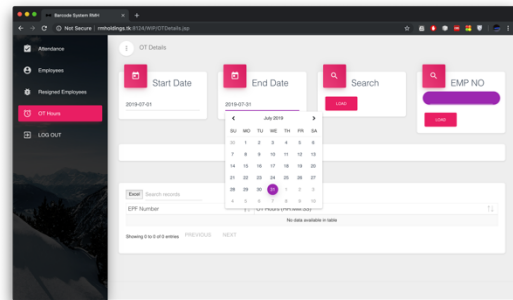 Barcode System RMH
Not Secure | rmholdings.tk:8124/WIP/OTDetails.jsp
Attendance
Employees
Resigned Employees
OT Hours
LOG OUT
OT Details
Start Date
2019-07-01
End Date
2019-07-31
Search
LOAD
EMP NO
LOAD
July 2019
SU MO TU WE TH FR SA
30 1 2 3 4 5 6
7 8 9 10 11 12 13
14 15 16 17 18 19 20
21 22 23 24 25 26 27
28 29 30 31 1 2 3
4 5 6 7 8 9 10
Excel Search records
EPF Number
OT Hours
No data available in table
Showing 0 to 0 of 0 entries PREVIOUS NEXT